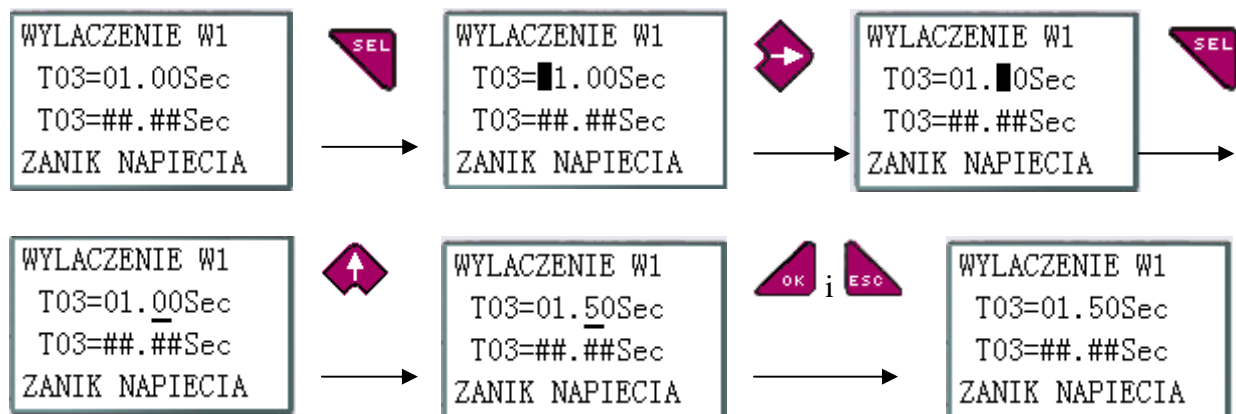 WYLACZENIE W1
T03=01.00Sec
T03=##.##Sec
ZANIK NAPIECIA
SEL
WYLACZENIE W1
T03=█1.00Sec
T03=##.##Sec
ZANIK NAPIECIA
WYLACZENIE W1
T03=01.█0Sec
T03=##.##Sec
ZANIK NAPIECIA
SEL
WYLACZENIE W1
T03=01.00Sec
T03=##.##Sec
ZANIK NAPIECIA
WYLACZENIE W1
T03=01.50Sec
T03=##.##Sec
ZANIK NAPIECIA
OK i ESC
WYLACZENIE W1
T03=01.50Sec
T03=##.##Sec
ZANIK NAPIECIA